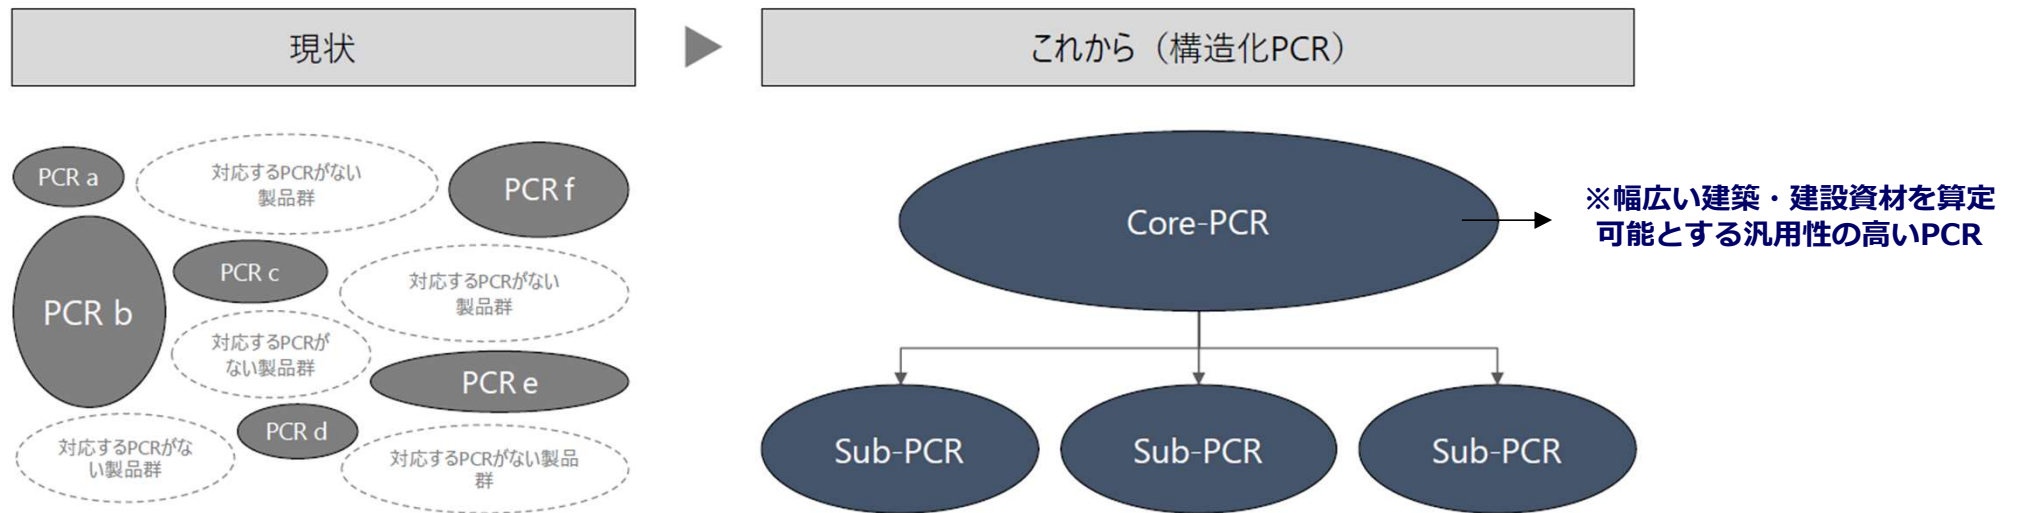 現状
これから（構造化PCR）
PCR a
対応するPCRがない
製品群
PCR f
PCR b
PCR c
対応するPCRがない
製品群
対応するPCRが
ない製品群
PCR e
PCR d
対応するPCRがな
い製品群
対応するPCRがない製品
群
Core-PCR
※幅広い建築・建設資材を算定
可能とする汎用性の高いPCR
Sub-PCR
Sub-PCR
Sub-PCR